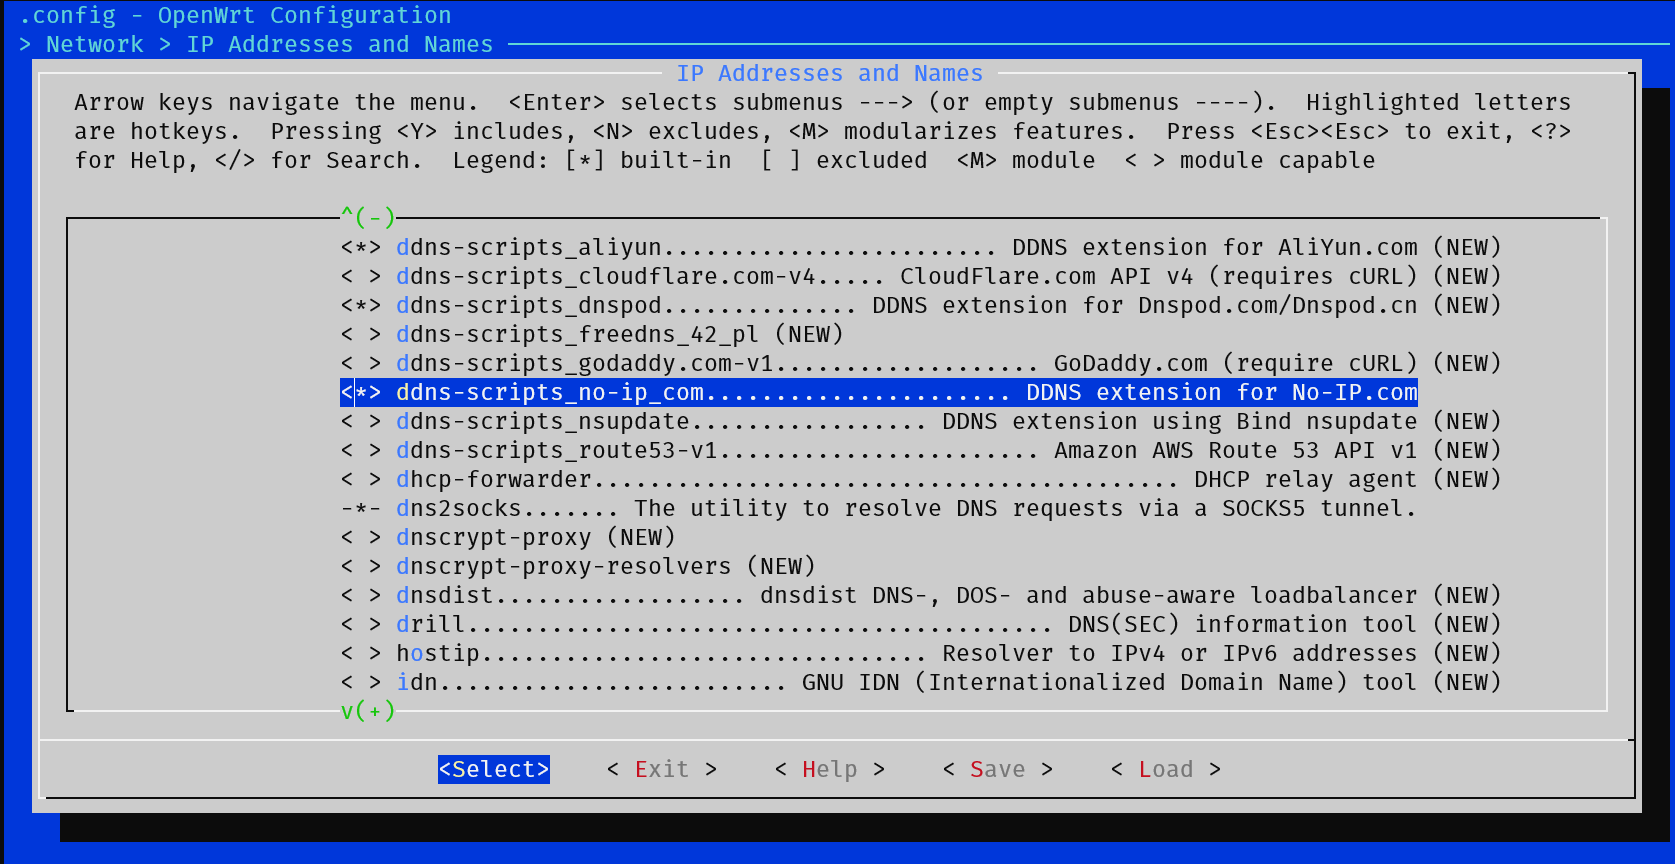 .config - OpenWrt Configuration
> Network > IP Addresses and Names
IP Addresses and Names
Arrow keys navigate the menu.  <Enter> selects submenus ---> (or empty submenus ----).  Highlighted letters
are hotkeys.  Pressing <Y> includes, <N> excludes, <M> modularizes features.  Press <Esc><Esc> to exit, <?>
for Help, </> for Search.  Legend: [*] built-in  [ ] excluded  <M> module  < > module capable
^(-)
<*> ddns-scripts_aliyun........................ DDNS extension for AliYun.com (NEW)
< > ddns-scripts_cloudflare.com-v4..... CloudFlare.com API v4 (requires cURL) (NEW)
<*> ddns-scripts_dnspod.............. DDNS extension for Dnspod.com/Dnspod.cn (NEW)
< > ddns-scripts_freedns_42_pl (NEW)
< > ddns-scripts_godaddy.com-v1................... GoDaddy.com (require cURL) (NEW)
<*> ddns-scripts_no-ip_com...................... DDNS extension for No-IP.com
< > ddns-scripts_nsupdate................. DDNS extension using Bind nsupdate (NEW)
< > ddns-scripts_route53-v1....................... Amazon AWS Route 53 API v1 (NEW)
< > dhcp-forwarder.......................................... DHCP relay agent (NEW)
-*- dns2socks....... The utility to resolve DNS requests via a SOCKS5 tunnel.
< > dnscrypt-proxy (NEW)
< > dnscrypt-proxy-resolvers (NEW)
< > dnsdist.................. dnsdist DNS-, DOS- and abuse-aware loadbalancer (NEW)
< > drill.......................................... DNS(SEC) information tool (NEW)
< > hostip................................ Resolver to IPv4 or IPv6 addresses (NEW)
< > idn......................... GNU IDN (Internationalized Domain Name) tool (NEW)
v(+)
<Select>    < Exit >    < Help >    < Save >    < Load >